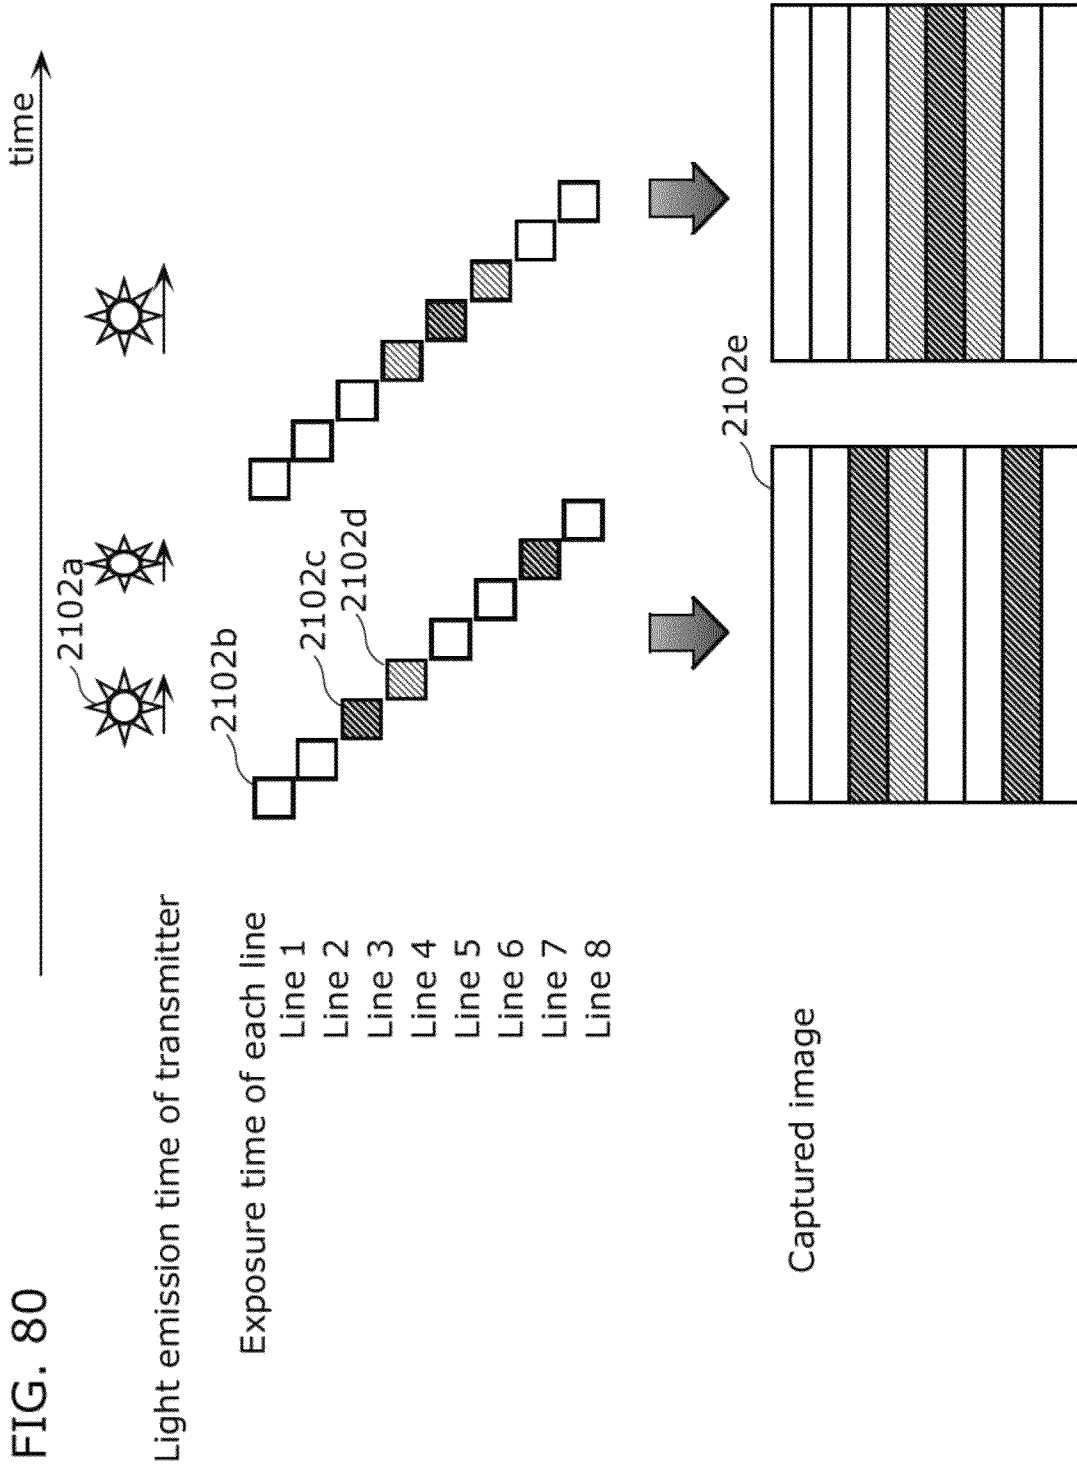 FIG. 80
time
Light emission time of transmitter
2102a
Exposure time of each line
2102b
Line 1
Line 2
2102c
Line 3
2102d
Line 4
Line 5
Line 6
Line 7
Line 8
2102e
Captured image